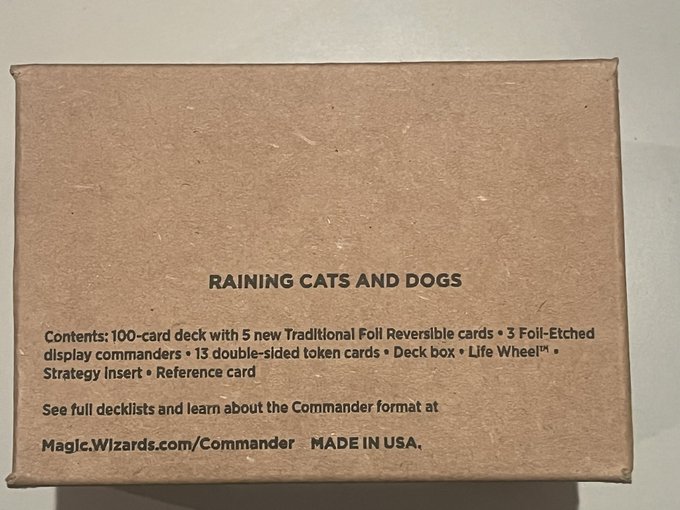 RAINING CATS AND DOGS
Contents: 100-card deck with 5 new Traditional Foil Reversible cards • 3 Foil-Etched
display commanders • 13 double-sided token cards • Deck box • Life Wheel™ •
Strategy Insert • Reference card
See full decklists and learn about the Commander format at
Magic.Wizards.com/Commander MADE IN USA.